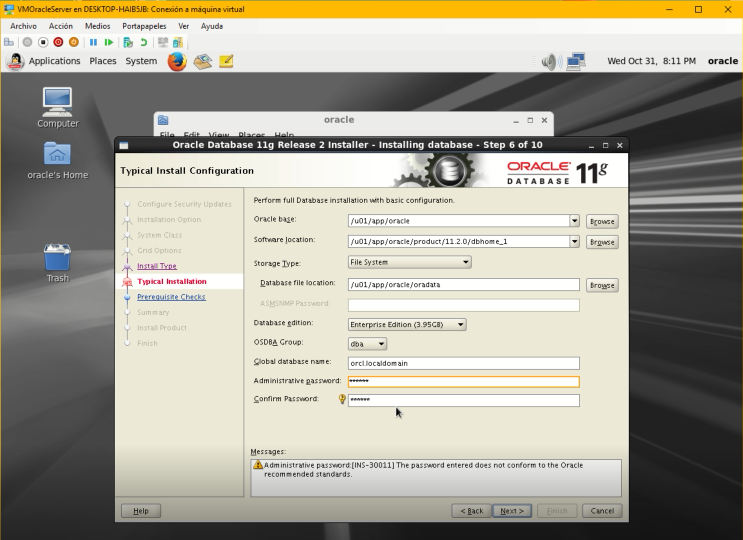 VMOracleServer en DESKTOP-HAIB5JB: Conexión a máquina virtual
Archivo Acción Medios Portapapeles Ver Ayuda
Applications Places System Wed Oct 31, 8:11 PM oracle
Computer
oracle
File Edit View Places Help
Oracle Database 11g Release 2 Installer - Installing database - Step 6 of 10
Typical Install Configuration
ORACLE 11g
DATABASE
oracle's Home
Trash
Configure Security Updates
Installation Option
System Class
Grid Options
Install Type
Typical Installation
Prerequisite Checks
Summary
Install Product
Finish
Perform full Database installation with basic configuration.
Oracle base: /u01/app/oracle Browse
Software location: /u01/app/oracle/product/11.2.0/dbhome_1 Browse
Storage Type: File System
Database file location: /u01/app/oracle/oradata Browse
ASMSNMP Password:
Database edition: Enterprise Edition (3.95GB)
OSDBA Group: dba
Global database name: orcl.localdomain
Administrative password: ******
Confirm Password: ******
Messages:
Administrative password:[INS-30011] The password entered does not conform to the Oracle
recommended standards.
Help < Back Next > Finish Cancel